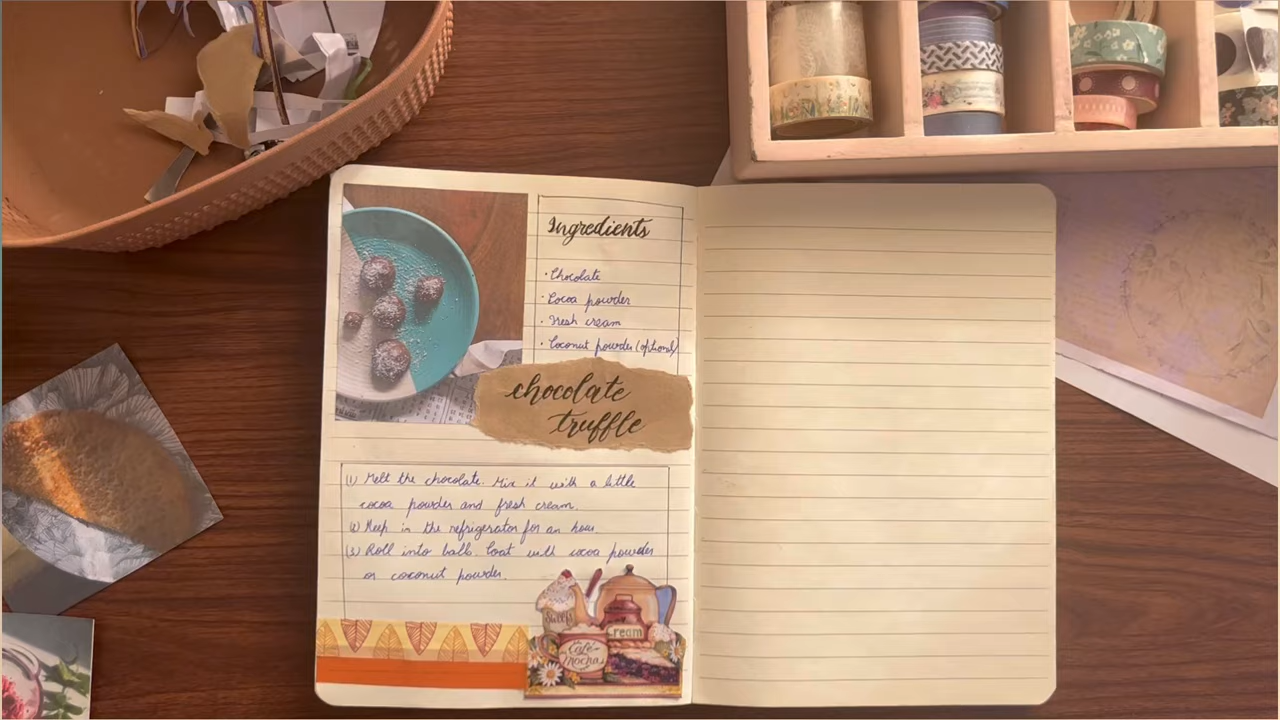 Ingredients
• Chocolate
• Cocoa powder
• Fresh cream
• Coconut powder (optional)
chocolate
truffle
(1) Melt the chocolate. Mix it with a little
cocoa powder and fresh cream.
(2) Keep in the refrigerator for an hour.
(3) Roll into balls. Coat with cocoa powder
or coconut powder.
Sweets
Cream
Café
Mocha